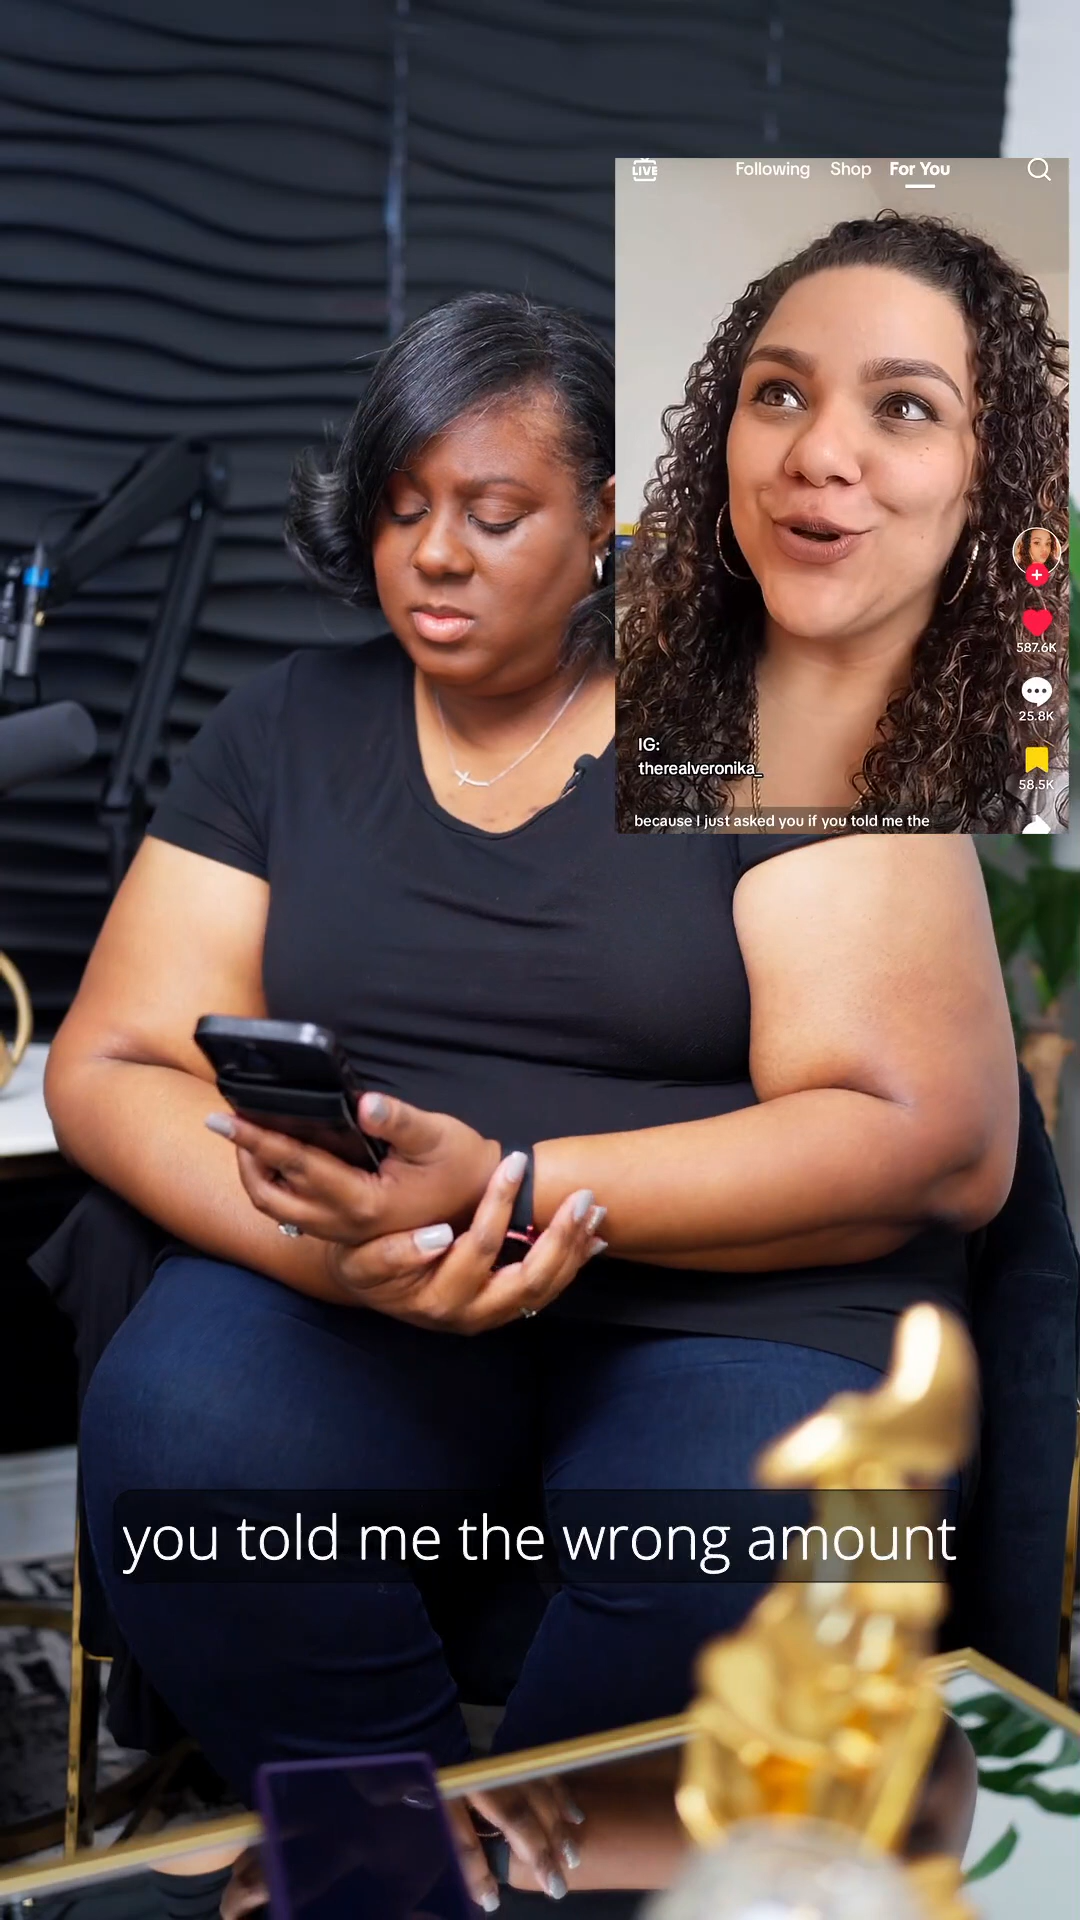 LIVE
Following Shop For You
587.6K
25.8K
IG:
therealveronika_
58.5K
because I just asked you if you told me the
you told me the wrong amount